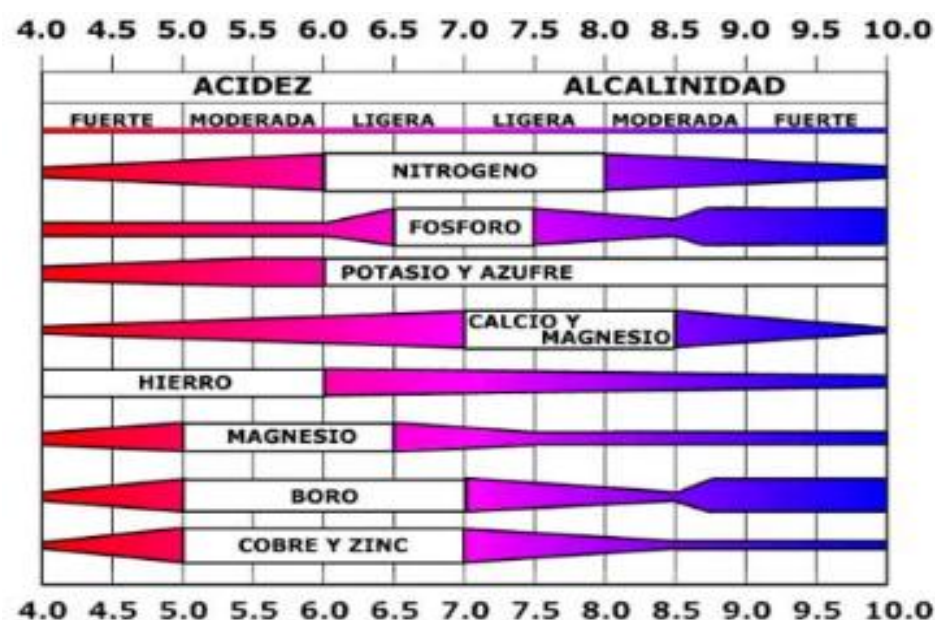 4.0 4.5 5.0 5.5 6.0 6.5 7.0 7.5 8.0 8.5 9.0 9.5 10.0
ACIDEZ ALCALINIDAD
FUERTE MODERADA LIGERA LIGERA MODERADA FUERTE
NITROGENO
FOSFORO
POTASIO Y AZUFRE
CALCIO Y
MAGNESIO
HIERRO
MAGNESIO
BORO
COBRE Y ZINC
4.0 4.5 5.0 5.5 6.0 6.5 7.0 7.5 8.0 8.5 9.0 9.5 10.0